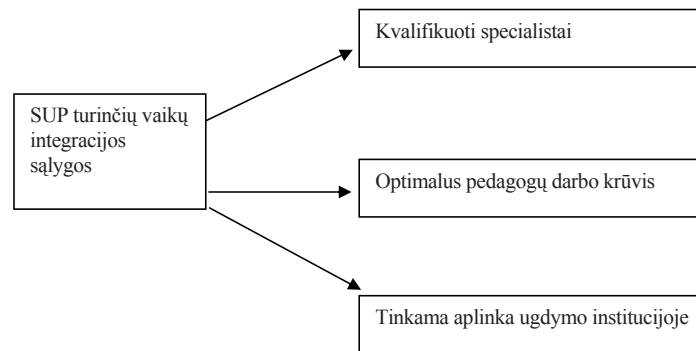 Kvalifikuoti specialistai
SUP turinčių vaikų
integracijos
sąlygos
Optimalus pedagogų darbo krūvis
Tinkama aplinka ugdymo institucijoje